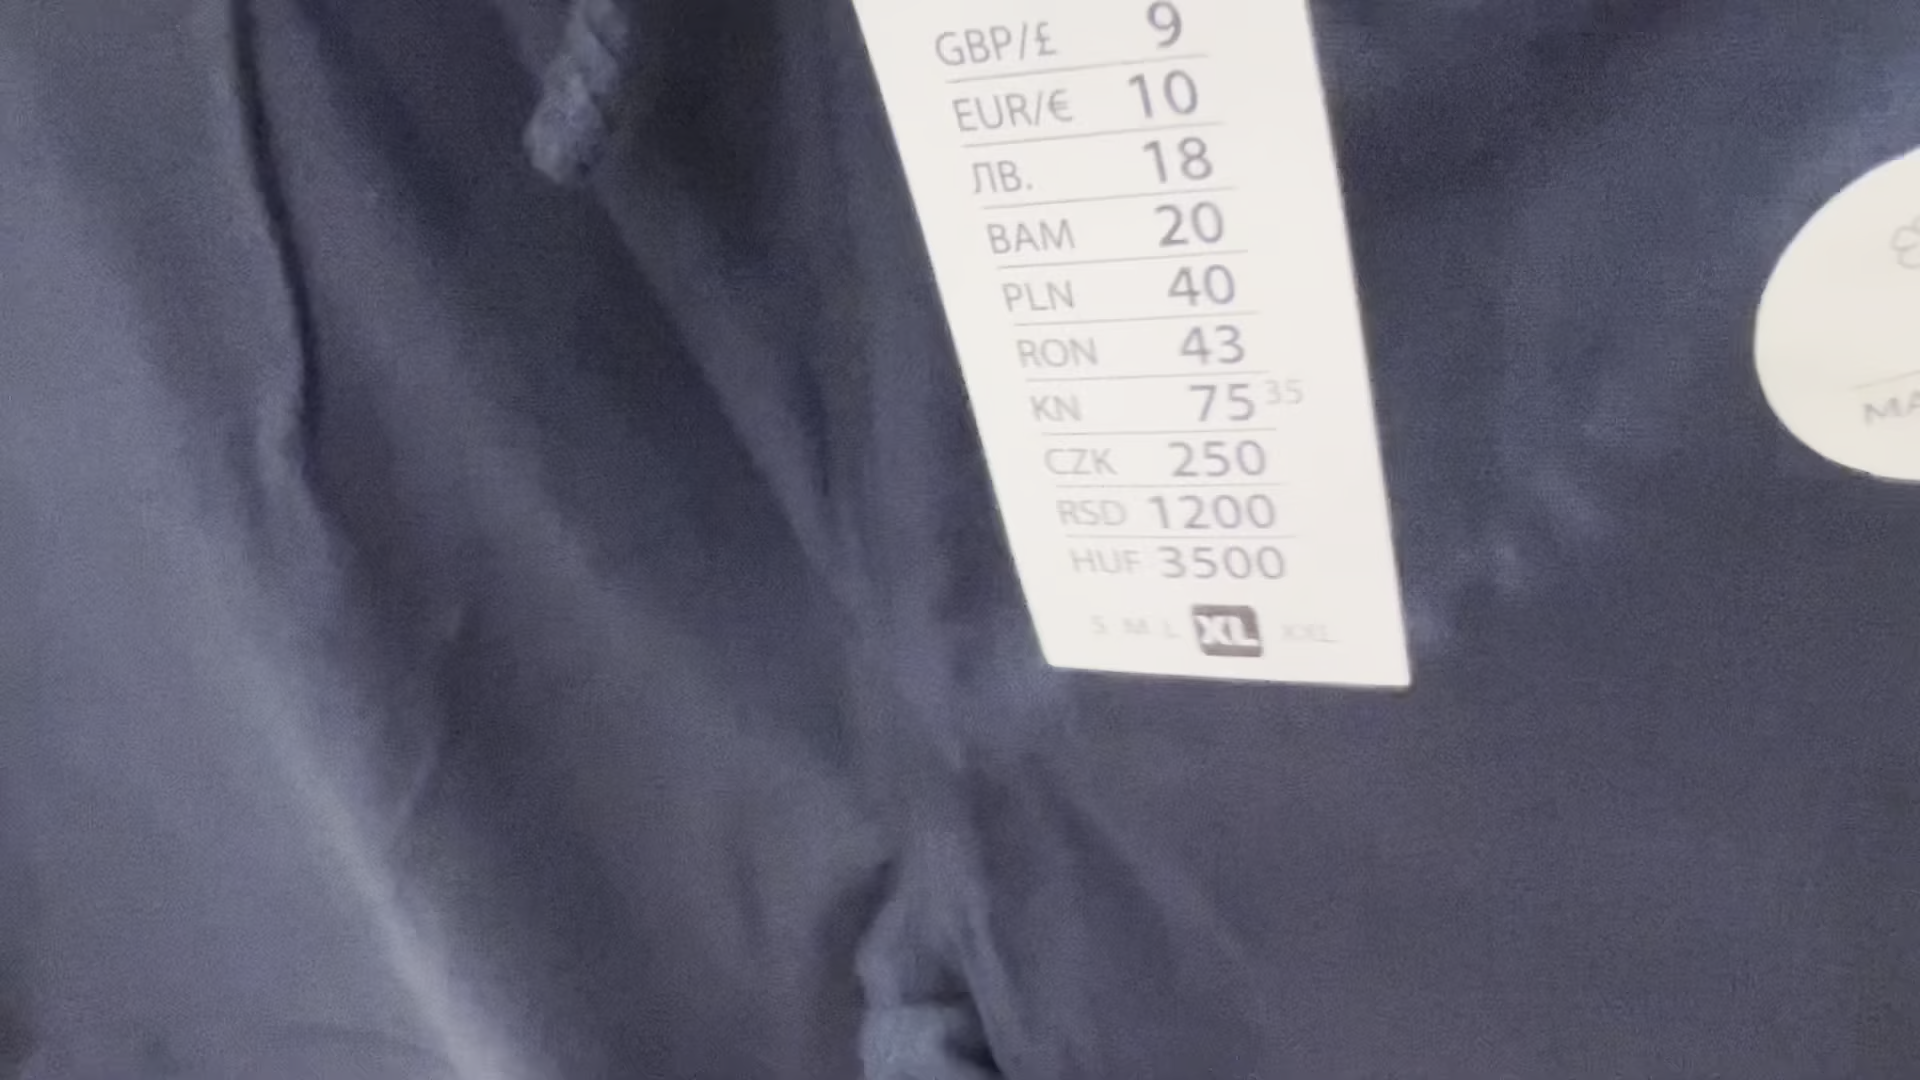 GBP/£ 9
EUR/€ 10
ЛВ. 18
BAM 20
PLN 40
RON 43
KN 75 35
CZK 250
RSD 1200
HUF 3500
S M L XL XXL
MA